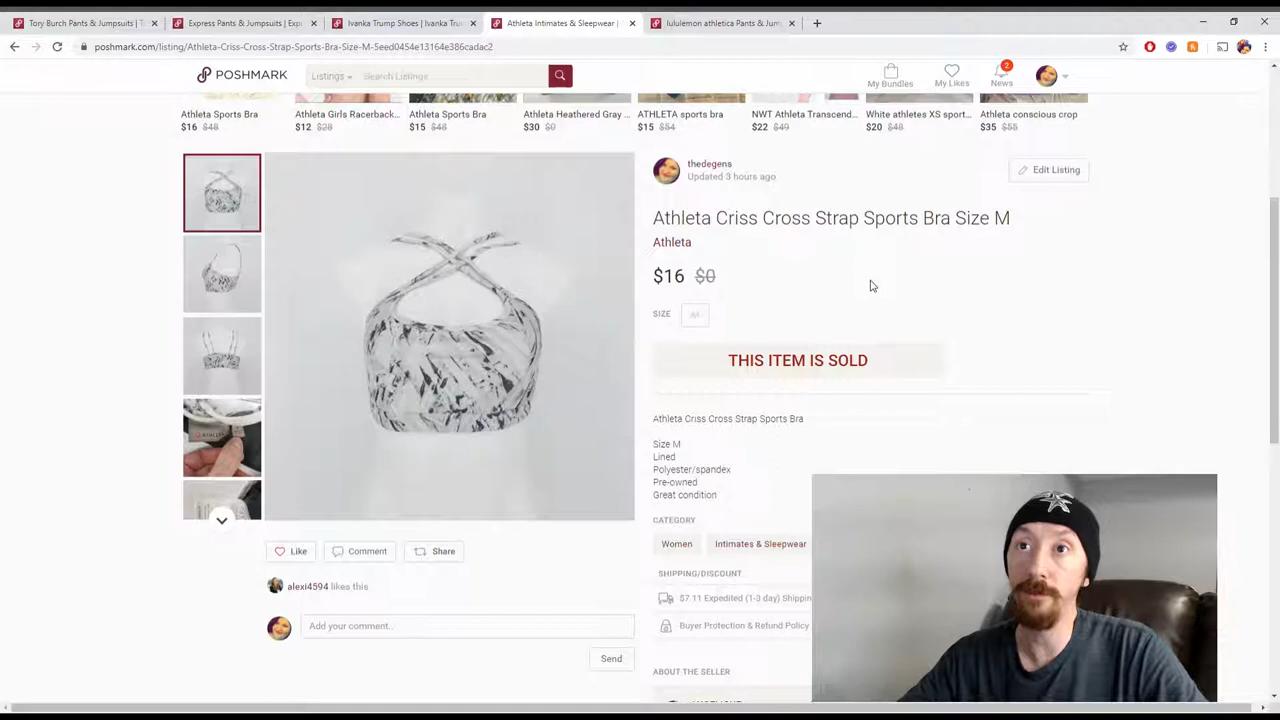 Tory Burch Pants & Jumpsuits | T
Express Pants & Jumpsuits | Exp
Ivanka Trump Shoes | Ivanka Tru
Athleta Intimates & Sleepwear |
lululemon athletica Pants & Jum
poshmark.com/listing/Athleta-Criss-Cross-Strap-Sports-Bra-Size-M-5eed0454e13164e386cadac2
POSHMARK
Listings
Search Listings
My Bundles
My Likes
2
News
Athleta Sports Bra
$16 $48
Athleta Girls Racerback...
$12 $28
Athleta Sports Bra
$15 $48
Athleta Heathered Gray ...
$30 $0
ATHLETA sports bra
$15 $54
NWT Athleta Transcend...
$22 $49
White athletes XS sport...
$20 $48
Athleta conscious crop
$35 $55
thedegens
Updated 3 hours ago
Edit Listing
Athleta Criss Cross Strap Sports Bra Size M
Athleta
$16 $0
SIZE
M
THIS ITEM IS SOLD
Athleta Criss Cross Strap Sports Bra
Size M
Lined
Polyester/spandex
Pre-owned
Great condition
CATEGORY
Women
Intimates & Sleepwear
SHIPPING/DISCOUNT
$7.11 Expedited (1-3 day) Shippin
Buyer Protection & Refund Policy
ABOUT THE SELLER
Like
Comment
Share
alexi4594 likes this
Add your comment..
Send